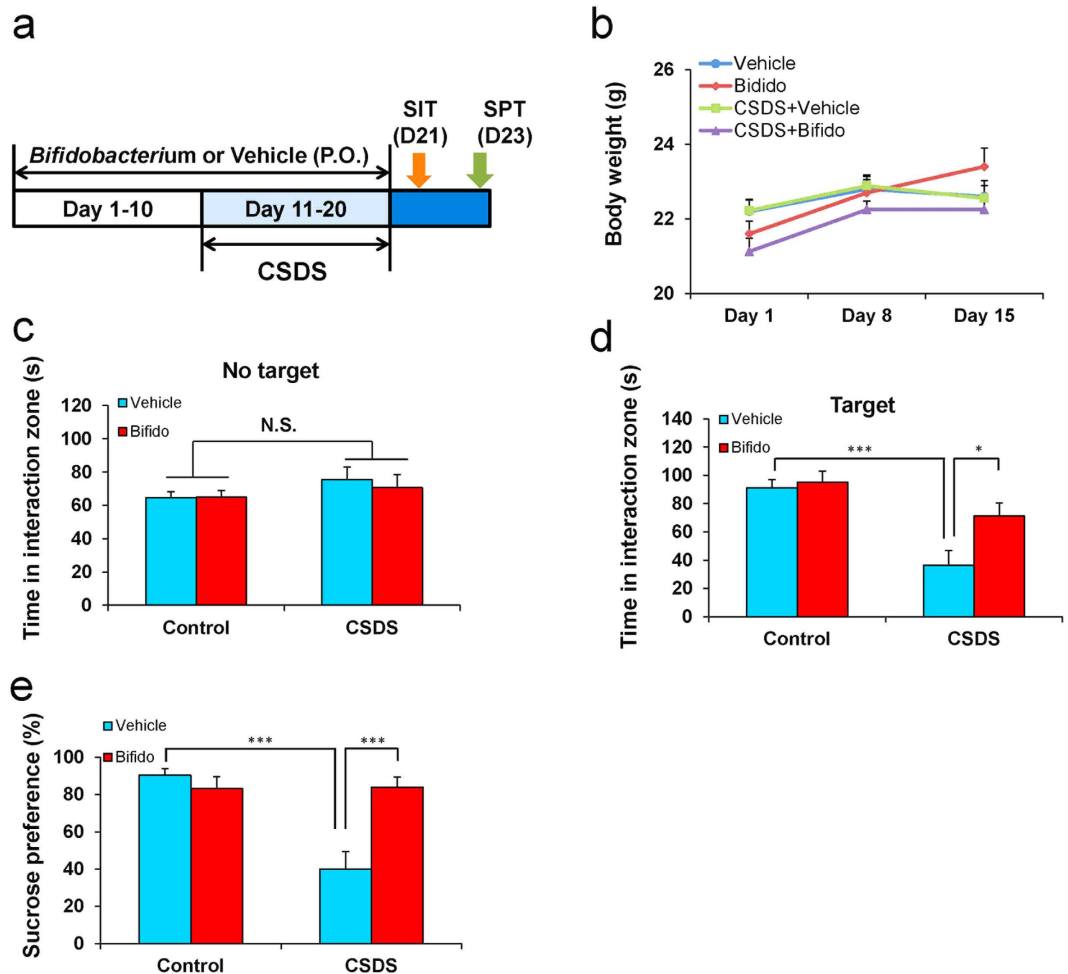 a
SIT
(D21)
SPT
(D23)
Bifidobacterium or Vehicle (P.O.)
Day 1-10
Day 11-20
CSDS
b
Body weight (g)
26
24
22
20
Vehicle
Bidido
CSDS+Vehicle
CSDS+Bifido
Day 1
Day 8
Day 15
c
No target
Time in interaction zone (s)
120
100
80
60
40
20
0
Vehicle
Bifido
N.S.
Control
CSDS
d
Target
Time in interaction zone (s)
140
120
100
80
60
40
20
0
Vehicle
Bifido
***
*
Control
CSDS
e
Sucrose preference (%)
100
80
60
40
20
0
Vehicle
Bifido
***
***
Control
CSDS